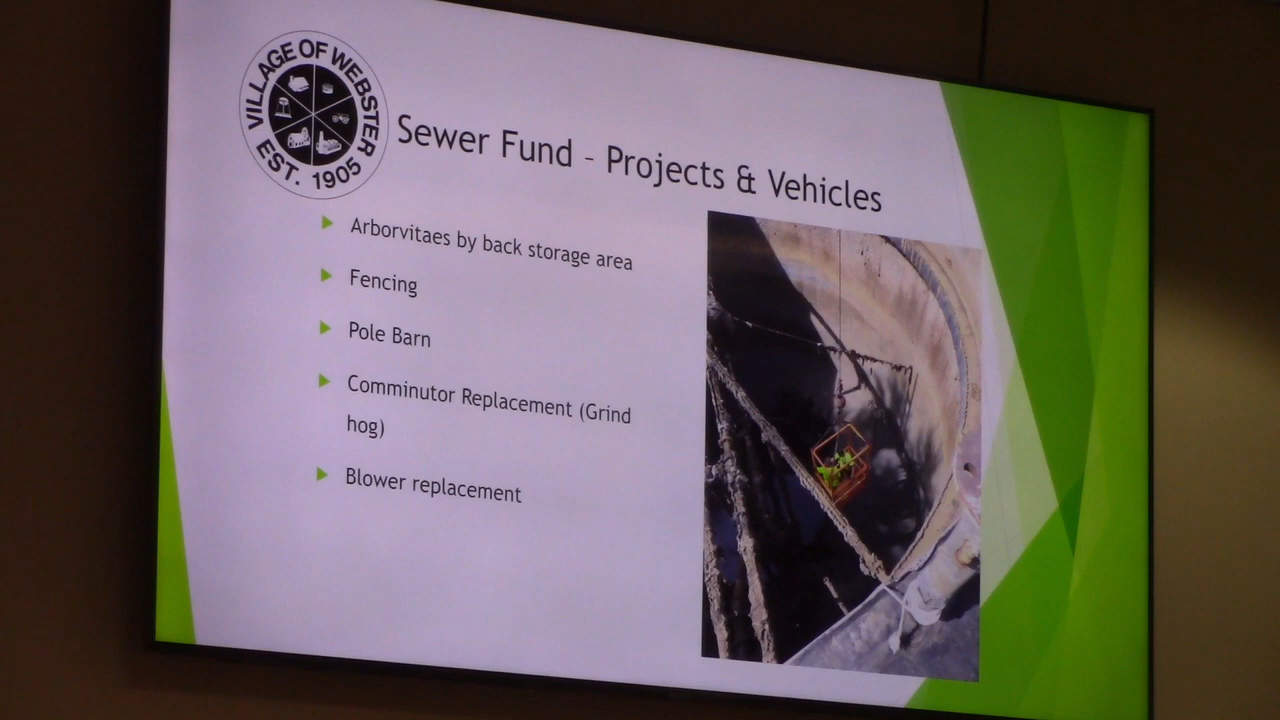 VILLAGE OF WEBSTER
EST. 1905
Sewer Fund - Projects & Vehicles
Arborvitaes by back storage area
Fencing
Pole Barn
Comminutor Replacement (Grind
hog)
Blower replacement